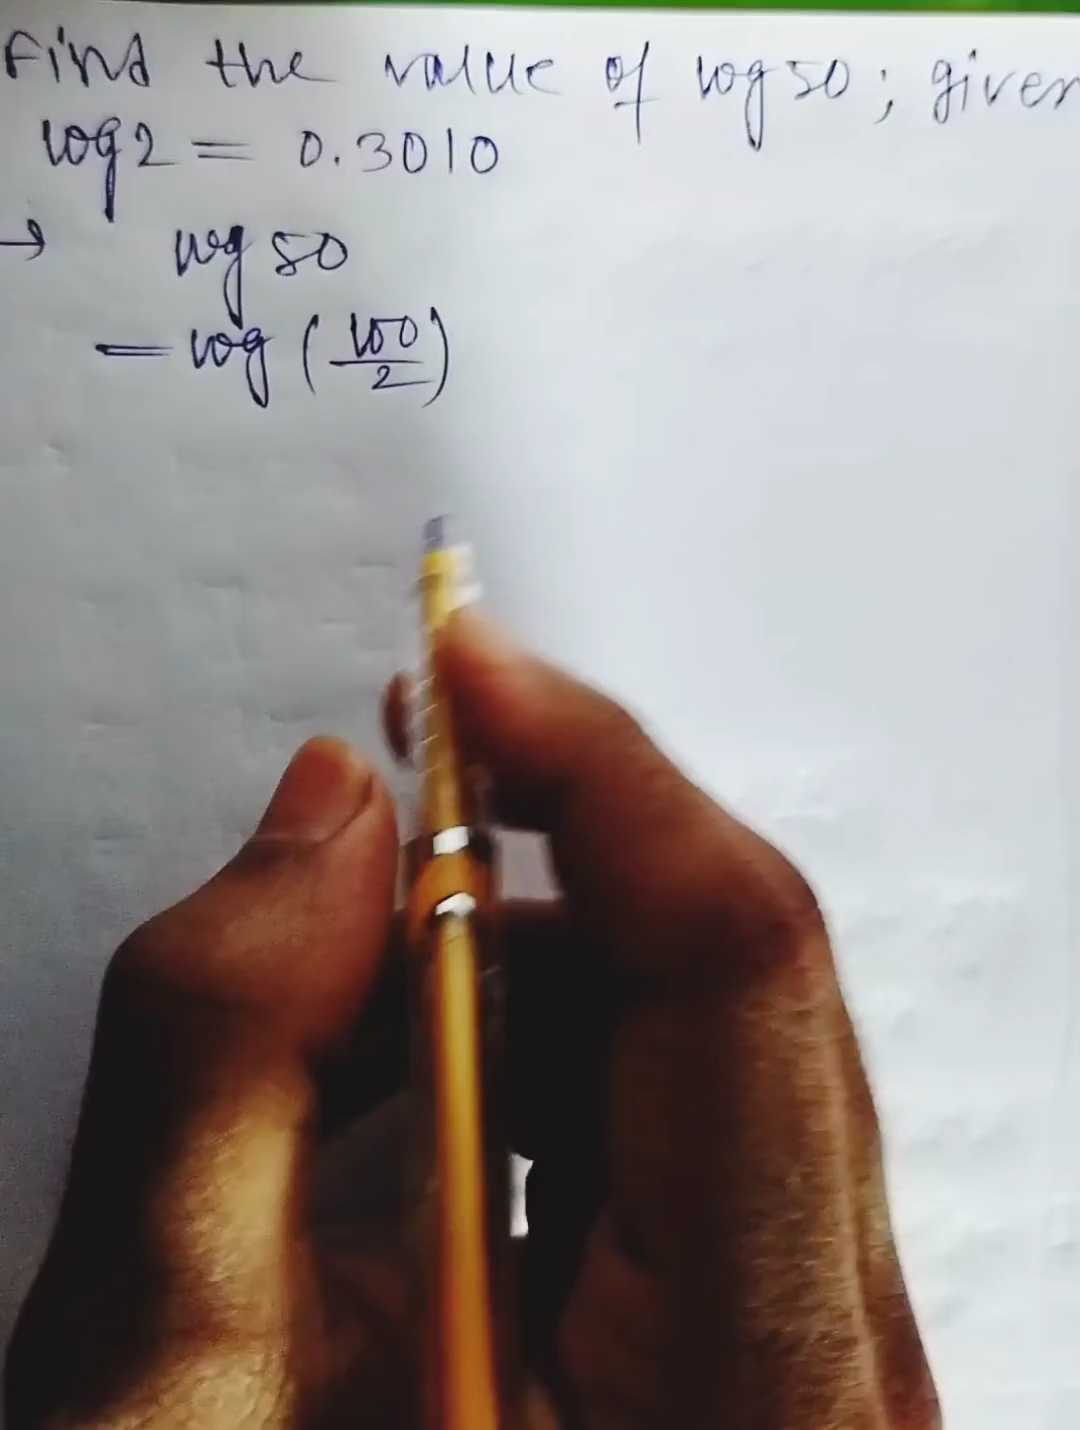 Find the value of log 50; given
log 2 = 0.3010
→ log 50
= log (100/2)